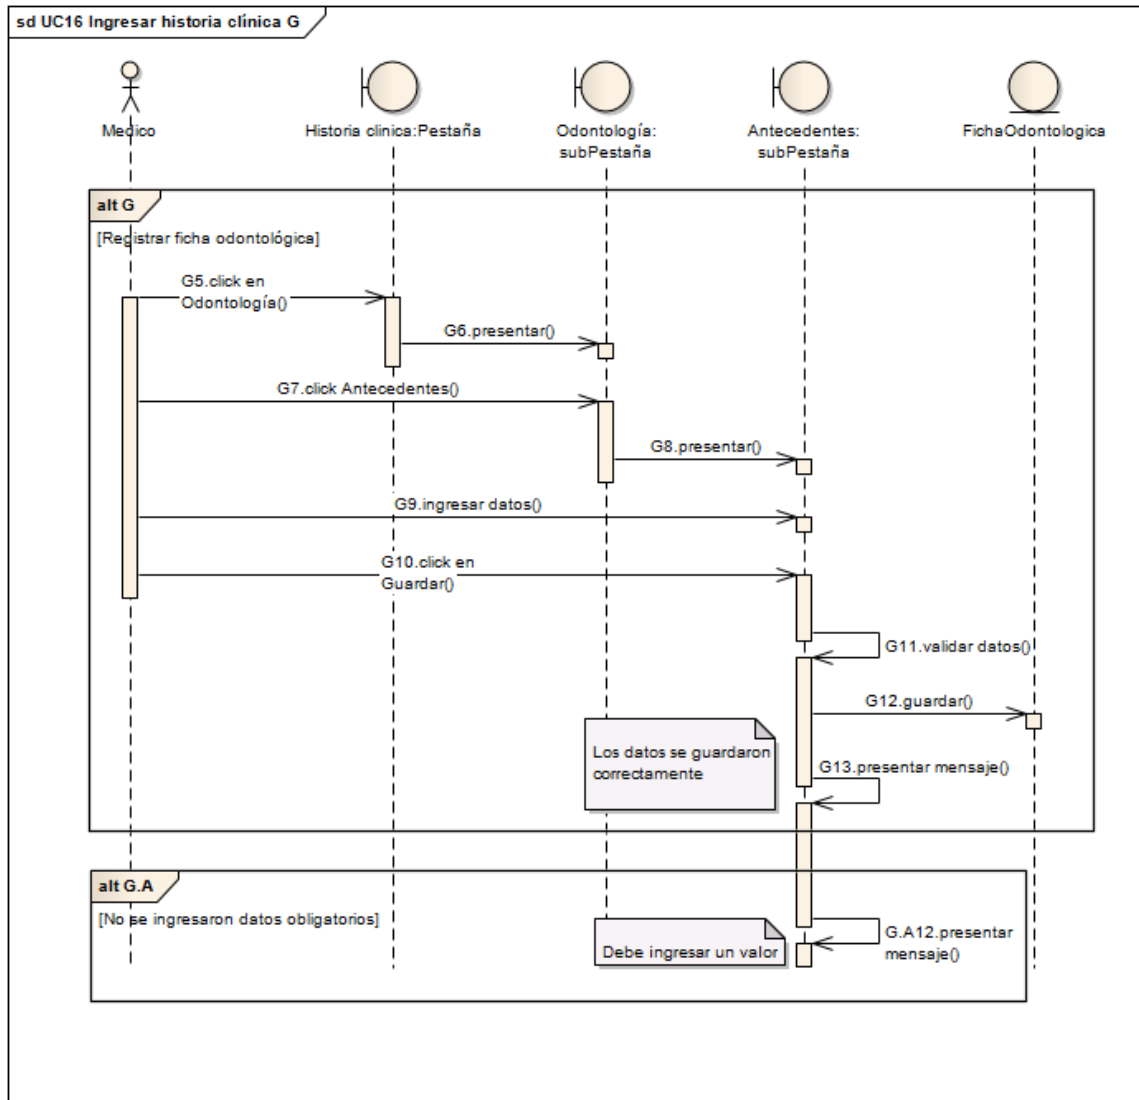 sd UC16 Ingresar historia clínica G
Medico
Historia clinica:Pestaña
Odontología:
subPestaña
Antecedentes:
subPestaña
FichaOdontologica
alt G
[Registrar ficha odontológica]
G5.click en
Odontología()
G6.presentar()
G7.click Antecedentes()
G8.presentar()
G9.ingresar datos()
G10.click en
Guardar()
G11.validar datos()
G12.guardar()
Los datos se guardaron
correctamente
G13.presentar mensaje()
alt G.A
[No se ingresaron datos obligatorios]
Debe ingresar un valor
G.A12.presentar
mensaje()